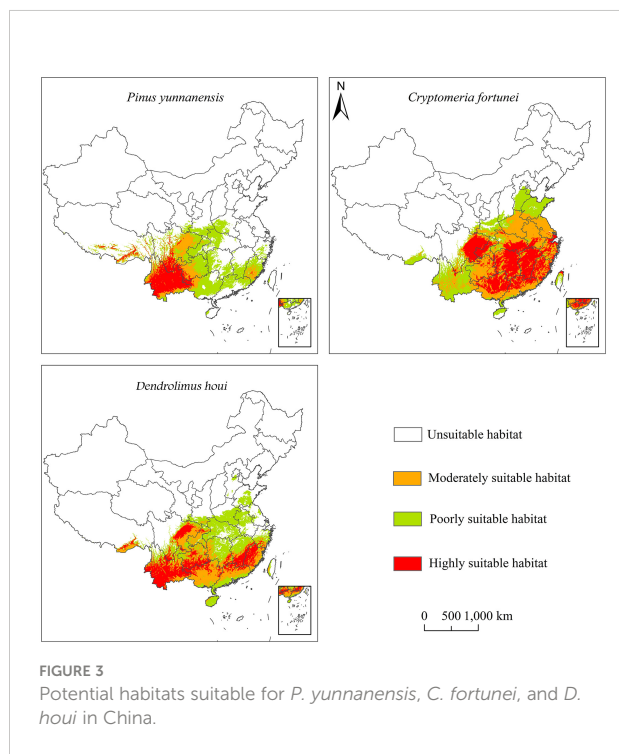 Pinus yunnanensis
N
Cryptomeria fortunei
Dendrolimus houi
Unsuitable habitat
Moderately suitable habitat
Poorly suitable habitat
Highly suitable habitat
0 500 1,000 km
FIGURE 3
Potential habitats suitable for P. yunnanensis, C. fortunei, and D.
houi in China.